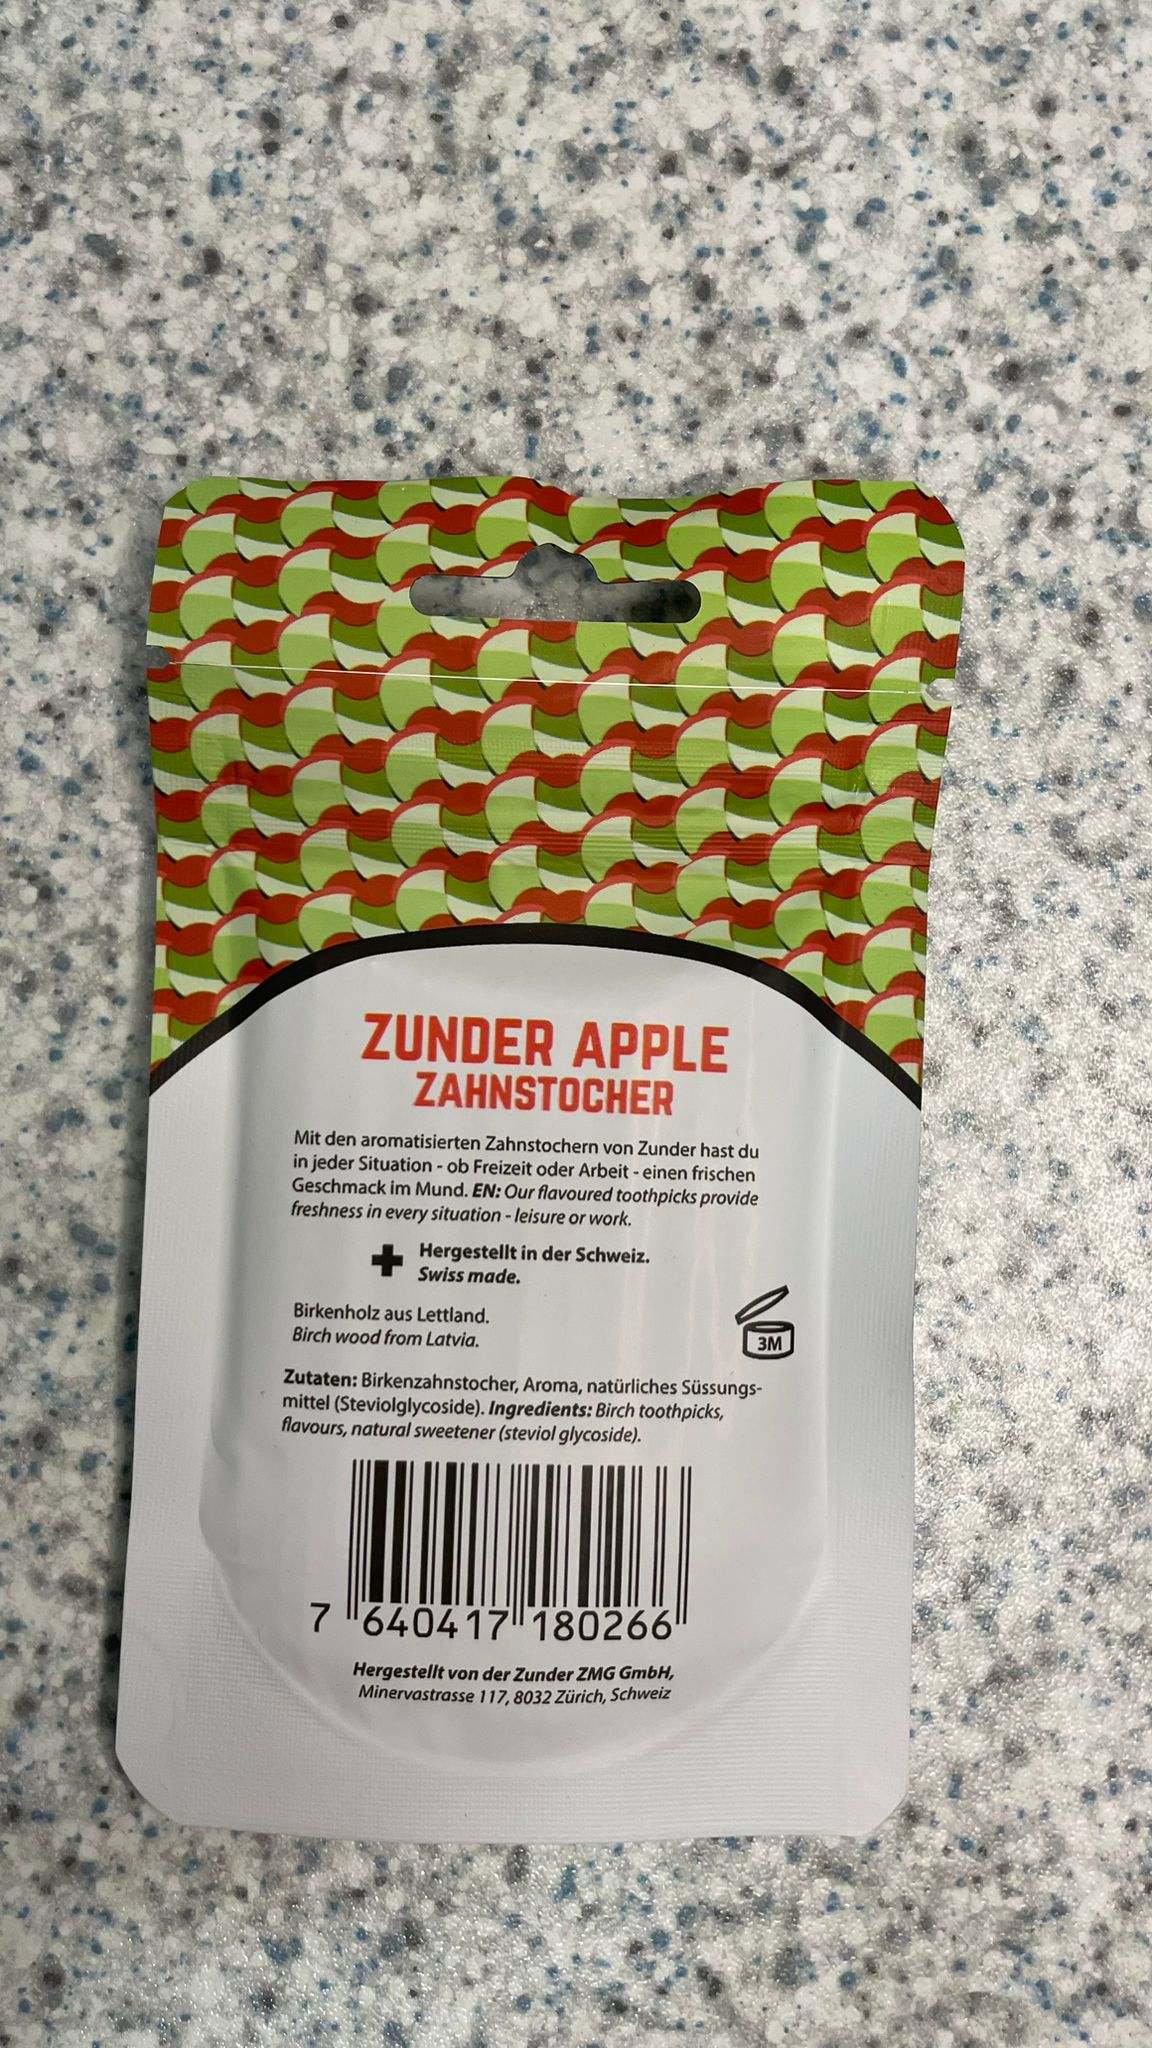 ZUNDER APPLE
ZAHNSTOCHER
Mit den aromatisierten Zahnstochern von Zunder hast du
in jeder Situation - ob Freizeit oder Arbeit - einen frischen
Geschmack im Mund. EN: Our flavoured toothpicks provide
freshness in every situation - leisure or work.
Hergestellt in der Schweiz.
Swiss made.
Birkenholz aus Lettland.
Birch wood from Latvia.
3M
Zutaten: Birkenzahnstocher, Aroma, natürliches Süssungs-
mittel (Steviolglycoside). Ingredients: Birch toothpicks,
flavours, natural sweetener (steviol glycoside).
7 640417 180266
Hergestellt von der Zunder ZMG GmbH,
Minervastrasse 117, 8032 Zürich, Schweiz